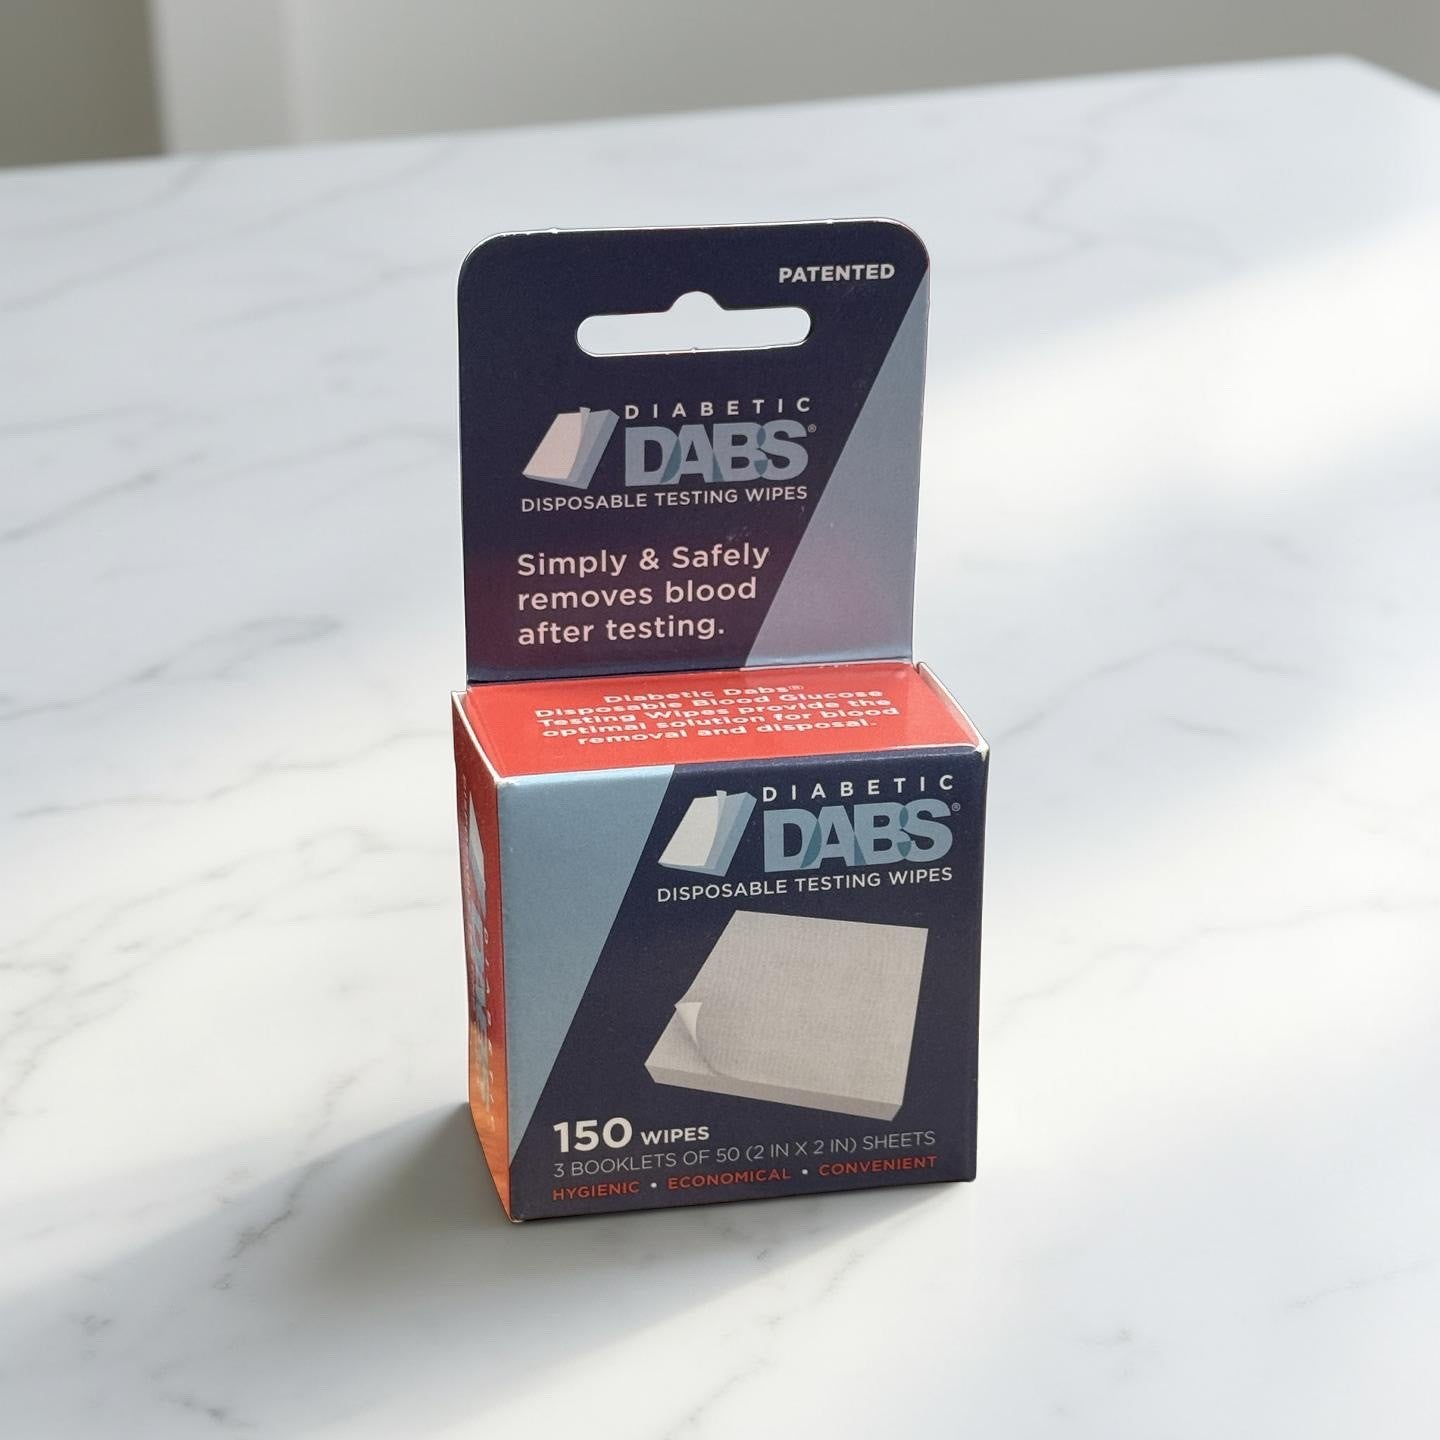 PATENTED
DIABETIC
DABS®
DISPOSABLE TESTING WIPES
Simply & Safely
removes blood
after testing.
Diabetic Dabs®
Disposable Blood Glucose
Testing Wipes provide the
optimal solution for blood
removal and disposal.
DIABETIC
DABS®
DISPOSABLE TESTING WIPES
150 WIPES
3 BOOKLETS OF 50 (2 IN X 2 IN) SHEETS
HYGIENIC • ECONOMICAL • CONVENIENT